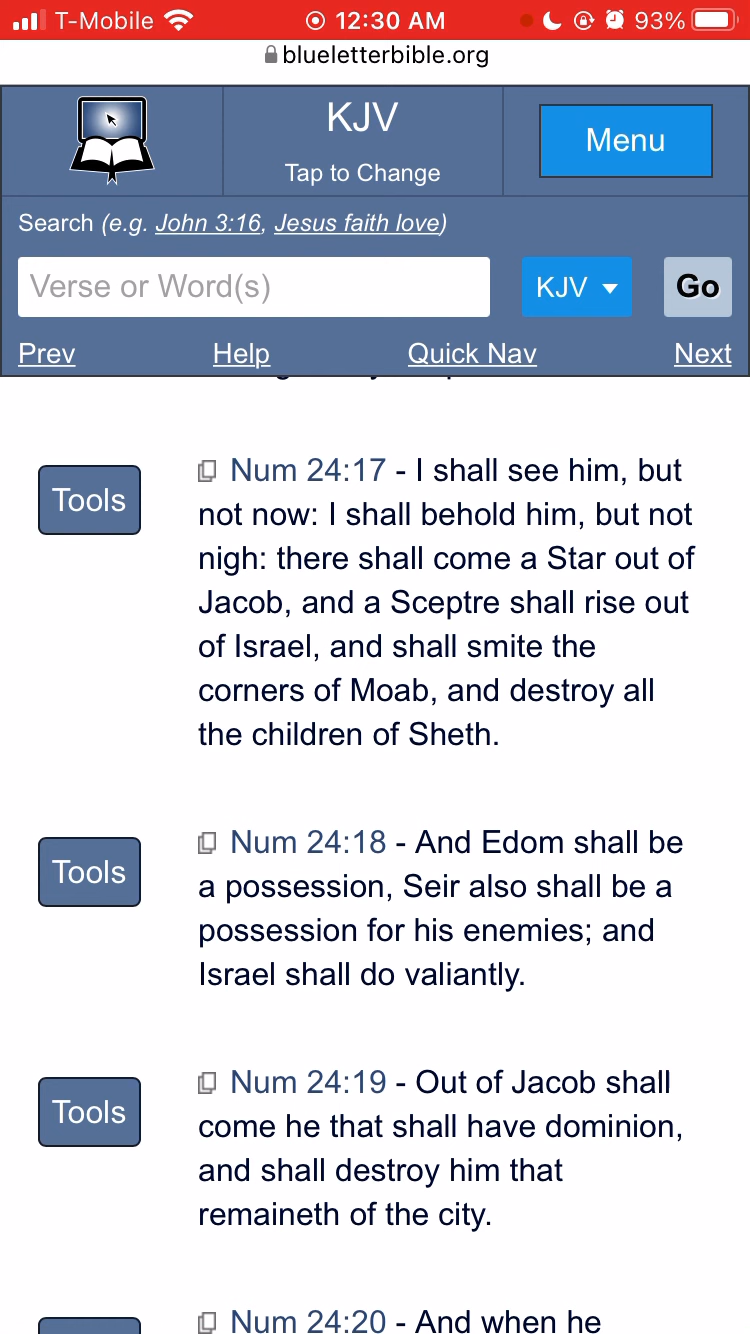 T-Mobile 12:30 AM 93%
blueletterbible.org
KJV
Tap to Change
Menu
Search (e.g. John 3:16, Jesus faith love)
Verse or Word(s)
KJV
Go
Prev Help Quick Nav Next
Tools
Num 24:17 - I shall see him, but
not now: I shall behold him, but not
nigh: there shall come a Star out of
Jacob, and a Sceptre shall rise out
of Israel, and shall smite the
corners of Moab, and destroy all
the children of Sheth.
Tools
Num 24:18 - And Edom shall be
a possession, Seir also shall be a
possession for his enemies; and
Israel shall do valiantly.
Tools
Num 24:19 - Out of Jacob shall
come he that shall have dominion,
and shall destroy him that
remaineth of the city.
Num 24:20 - And when he